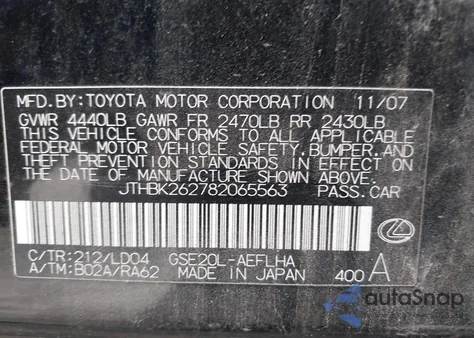 MFD.BY:TOYOTA MOTOR CORPORATION 11/07
GVWR 4440LB GAWR FR 2470LB RR 2430LB
THIS VEHICLE CONFORMS TO ALL APPLICABLE
FEDERAL MOTOR VEHICLE SAFETY,BUMPER,AND
THEFT PREVENTION STANDARDS IN EFFECT ON
THE DATE OF MANUFACTURE SHOWN ABOVE.
JTHBK262782065563 PASS.CAR
C/TR:212/LD04 GSE20L-AEFLHA
A/TM:B02A/RA62 MADE IN JAPAN 400 A
autoSnap